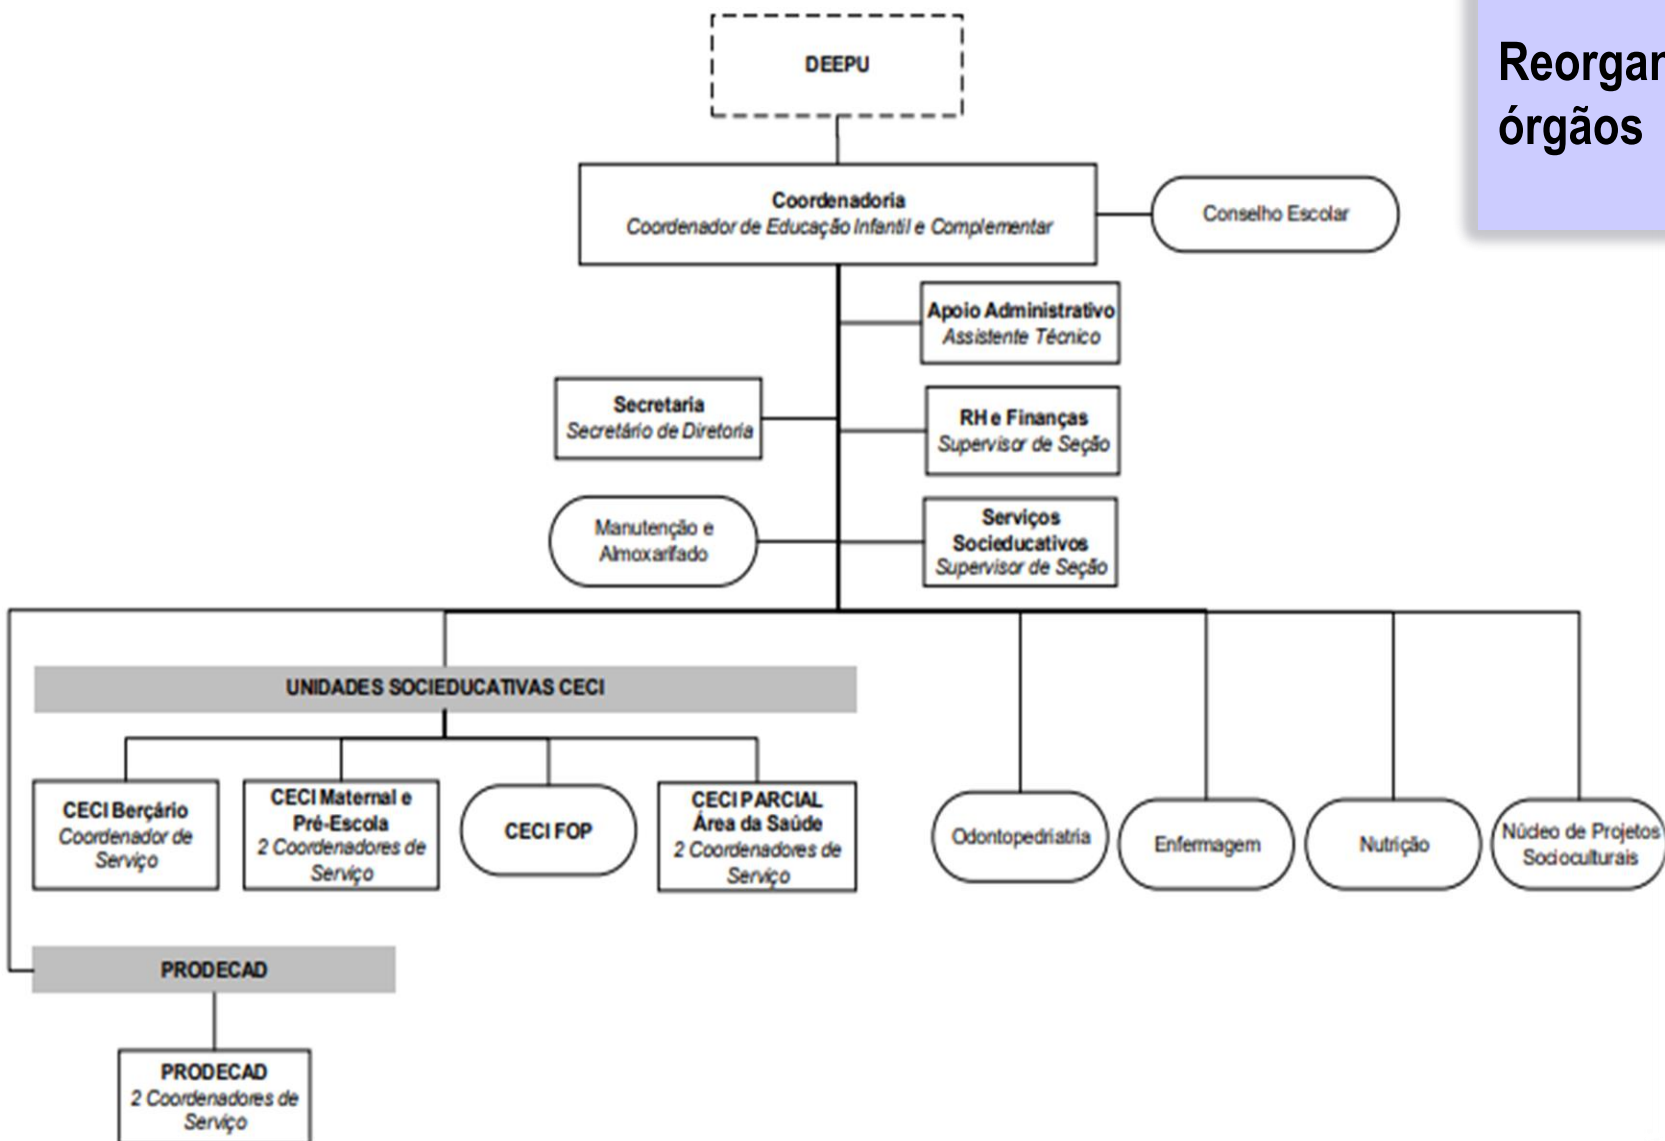 Reorgan
órgãos
DEEPU
Coordenadoria
Coordenador de Educação Infantil e Complementar
Conselho Escolar
Apoio Administrativo
Assistente Técnico
Secretaria
Secretário de Diretoria
RH e Finanças
Supervisor de Seção
Manutenção e
Almoxarifado
Serviços
Socieducativos
Supervisor de Seção
UNIDADES SOCIEDUCATIVAS CECI
CECI Berçário
Coordenador de
Serviço
CECI Maternal e
Pré-Escola
2 Coordenadores de
Serviço
CECI FOP
CECI PARCIAL
Área da Saúde
2 Coordenadores de
Serviço
Odontopedriatria
Enfermagem
Nutrição
Núcleo de Projetos
Socioculturais
PRODECAD
PRODECAD
2 Coordenadores de
Serviço